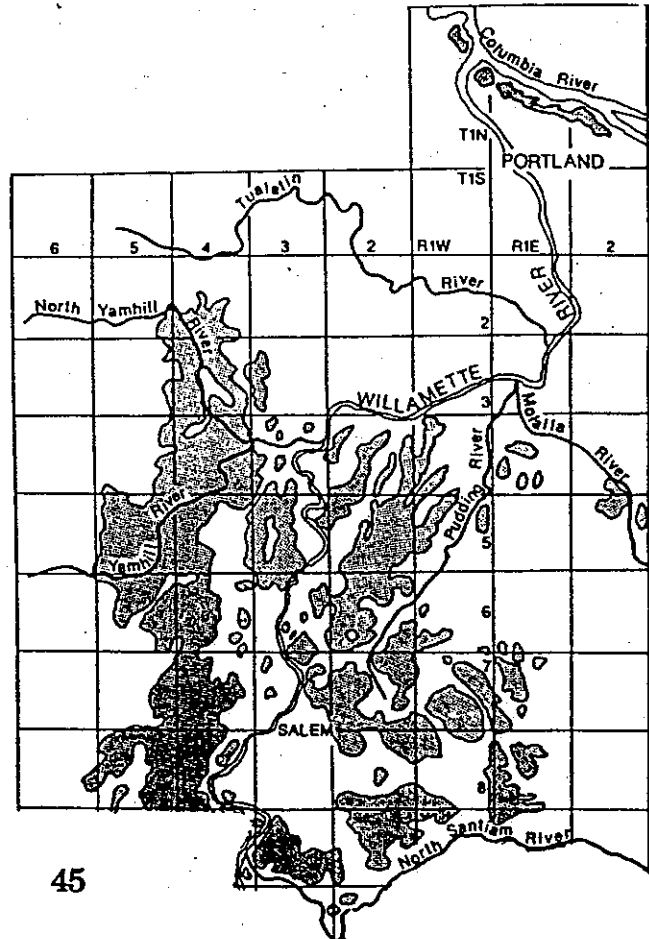 Columbia River
T1N
PORTLAND
T1S
Tualatin
6 5 4 3 2 R1W R1E 2
River
RIVER
North Yamhill
River
2
WILLAMETTE
3
Molalla
River
River
Pudding
Yamhill River
5
6
7
SALEM
8
North Santiam River
45